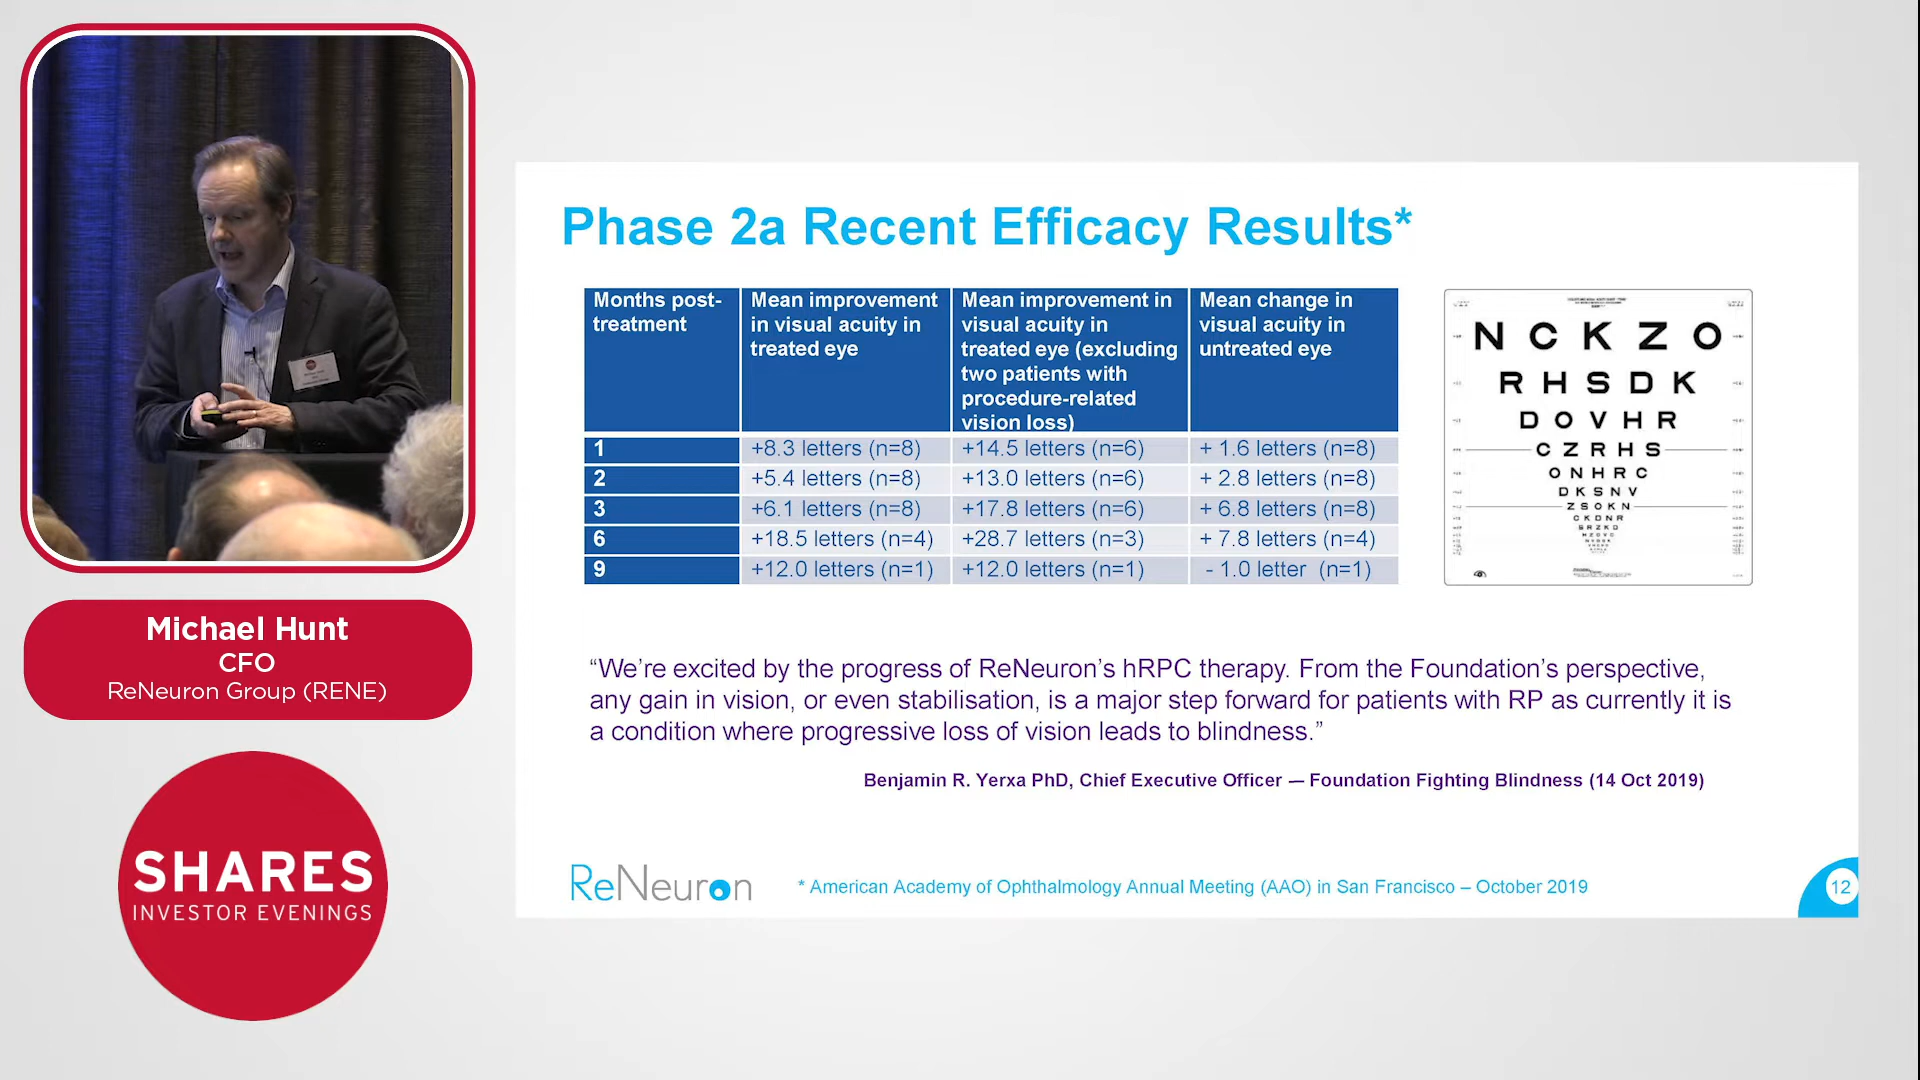 Phase 2a Recent Efficacy Results*
Months post-
treatment
Mean improvement
in visual acuity in
treated eye
Mean improvement in
visual acuity in
treated eye (excluding
two patients with
procedure-related
vision loss)
Mean change in
visual acuity in
untreated eye
1 +8.3 letters (n=8) +14.5 letters (n=6) + 1.6 letters (n=8)
2 +5.4 letters (n=8) +13.0 letters (n=6) + 2.8 letters (n=8)
3 +6.1 letters (n=8) +17.8 letters (n=6) + 6.8 letters (n=8)
6 +18.5 letters (n=4) +28.7 letters (n=3) + 7.8 letters (n=4)
9 +12.0 letters (n=1) +12.0 letters (n=1) - 1.0 letter (n=1)
N C K Z O
R H S D K
D O V H R
C Z R H S
O N H R C
D K S N V
Z S O K N
C K D N R
S R Z K D
“We’re excited by the progress of ReNeuron’s hRPC therapy. From the Foundation’s perspective,
any gain in vision, or even stabilisation, is a major step forward for patients with RP as currently it is
a condition where progressive loss of vision leads to blindness.”
Benjamin R. Yerxa PhD, Chief Executive Officer — Foundation Fighting Blindness (14 Oct 2019)
ReNeuron
* American Academy of Ophthalmology Annual Meeting (AAO) in San Francisco – October 2019
12
Michael Hunt
CFO
ReNeuron Group (RENE)
SHARES
INVESTOR EVENINGS